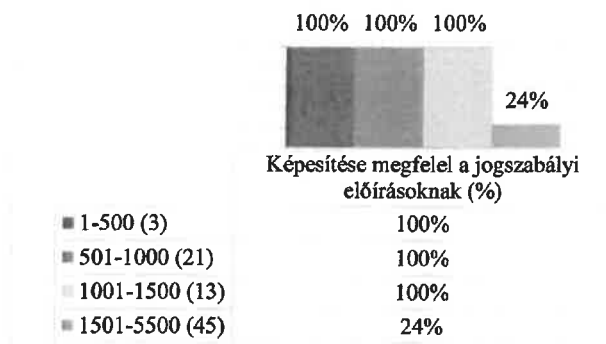 100% 100% 100%
24%
Képesítése megfelel a jogszabályi
előírásoknak (%)
1-500 (3) 100%
501-1000 (21) 100%
1001-1500 (13) 100%
1501-5500 (45) 24%